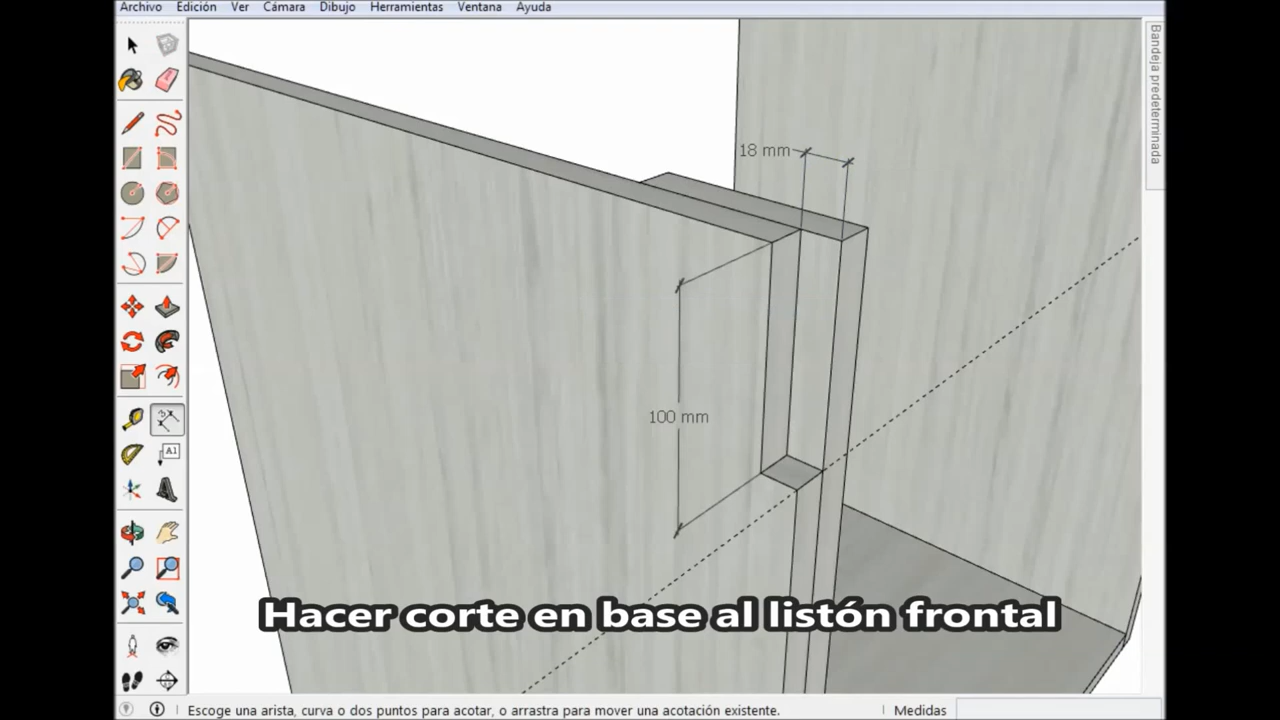 Archivo Edición Ver Cámara Dibujo Herramientas Ventana Ayuda
Bandeja predeterminada
18 mm
100 mm
A1
Hacer corte en base al listón frontal
Escoge una arista, curva o dos puntos para acotar, o arrastra para mover una acotación existente.
Medidas